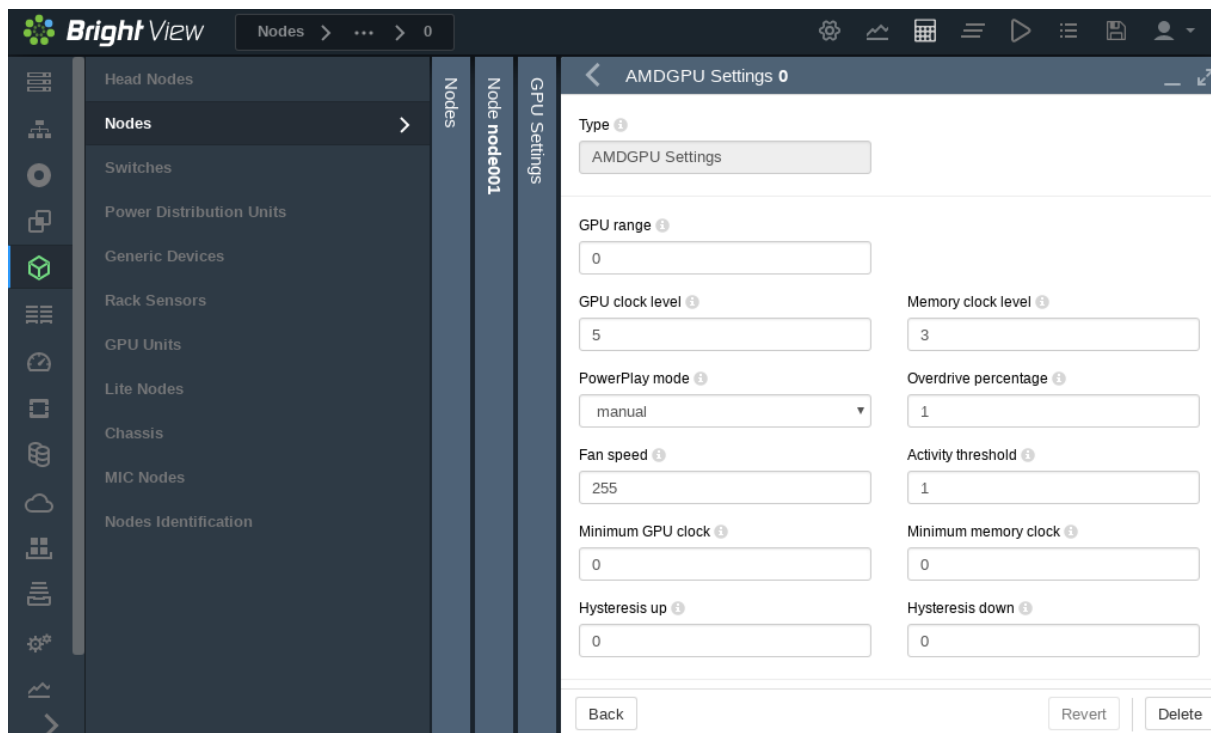 Bright View
Nodes > ... > 0
Head Nodes
Nodes
Switches
Power Distribution Units
Generic Devices
Rack Sensors
GPU Units
Lite Nodes
Chassis
MIC Nodes
Nodes Identification
Nodes
Node node001
GPU Settings
AMDGPU Settings 0
Type
AMDGPU Settings
GPU range
0
GPU clock level Memory clock level
5 3
PowerPlay mode Overdrive percentage
manual 1
Fan speed Activity threshold
255 1
Minimum GPU clock Minimum memory clock
0 0
Hysteresis up Hysteresis down
0 0
Back Revert Delete